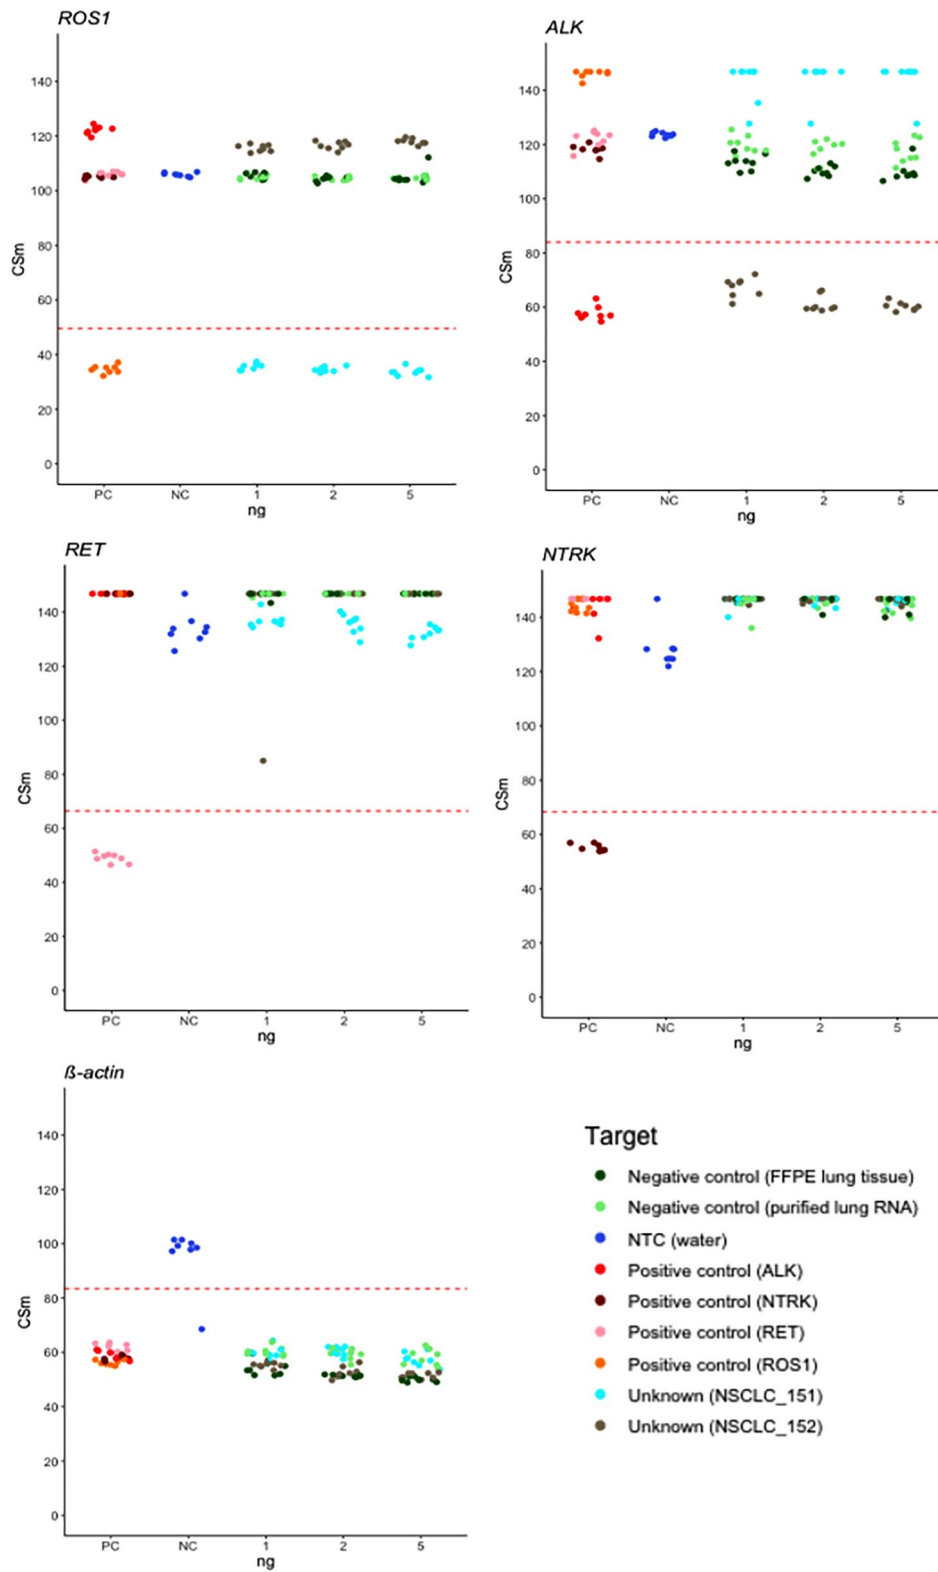 ROS1
140
120
100
80
60
40
20
0
CSm
PC NC 1 2 5
ng
ALK
140
120
100
80
60
40
20
0
CSm
PC NC 1 2 5
ng
RET
140
120
100
80
60
40
20
0
CSm
PC NC 1 2 5
ng
NTRK
140
120
100
80
60
40
20
0
CSm
PC NC 1 2 5
ng
ß-actin
140
120
100
80
60
40
20
0
CSm
PC NC 1 2 5
ng
Target
Negative control (FFPE lung tissue)
Negative control (purified lung RNA)
NTC (water)
Positive control (ALK)
Positive control (NTRK)
Positive control (RET)
Positive control (ROS1)
Unknown (NSCLC_151)
Unknown (NSCLC_152)